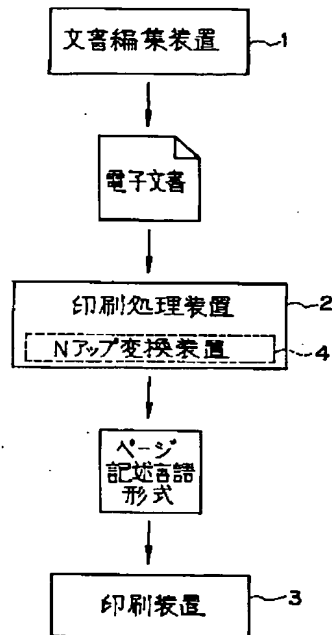 文書編集装置
1
電子文書
印刷処理装置
2
Nアップ変換装置
4
ページ
記述言語
形式
印刷装置
3